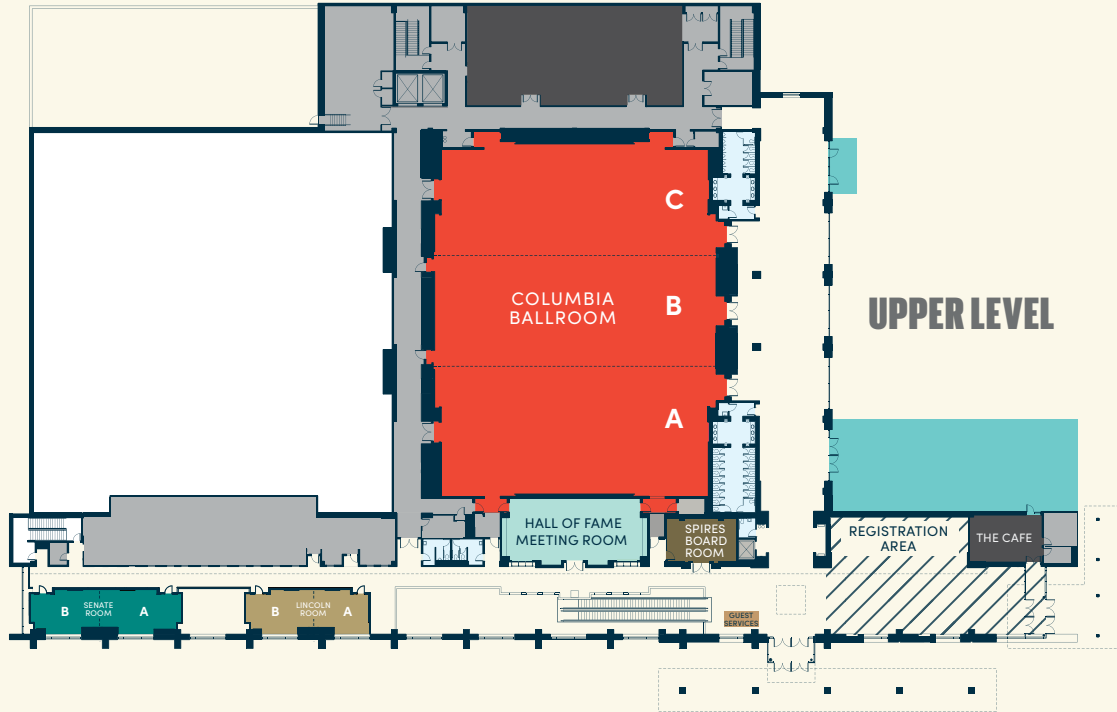 C
COLUMBIA
BALLROOM
B
UPPER LEVEL
A
HALL OF FAME
MEETING ROOM
SPIRES
BOARD
ROOM
REGISTRATION
AREA
THE CAFE
B
SENATE
ROOM
A
B
LINCOLN
ROOM
A
GUEST
SERVICES